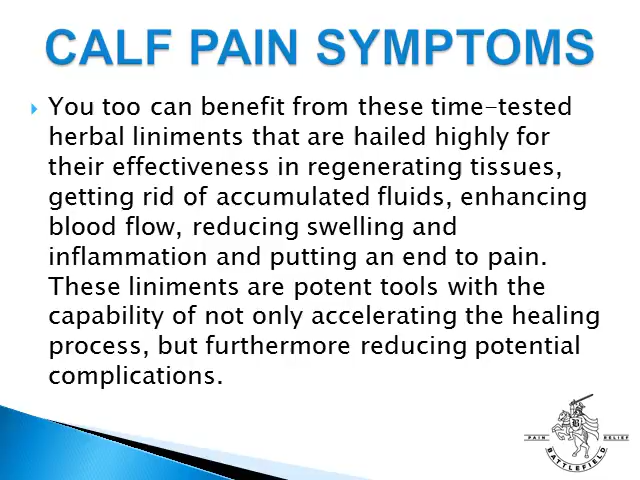 CALF PAIN SYMPTOMS
You too can benefit from these time-tested
herbal liniments that are hailed highly for
their effectiveness in regenerating tissues,
getting rid of accumulated fluids, enhancing
blood flow, reducing swelling and
inflammation and putting an end to pain.
These liniments are potent tools with the
capability of not only accelerating the healing
process, but furthermore reducing potential
complications.
B
PAIN RELIEF
BATTLEFIELD